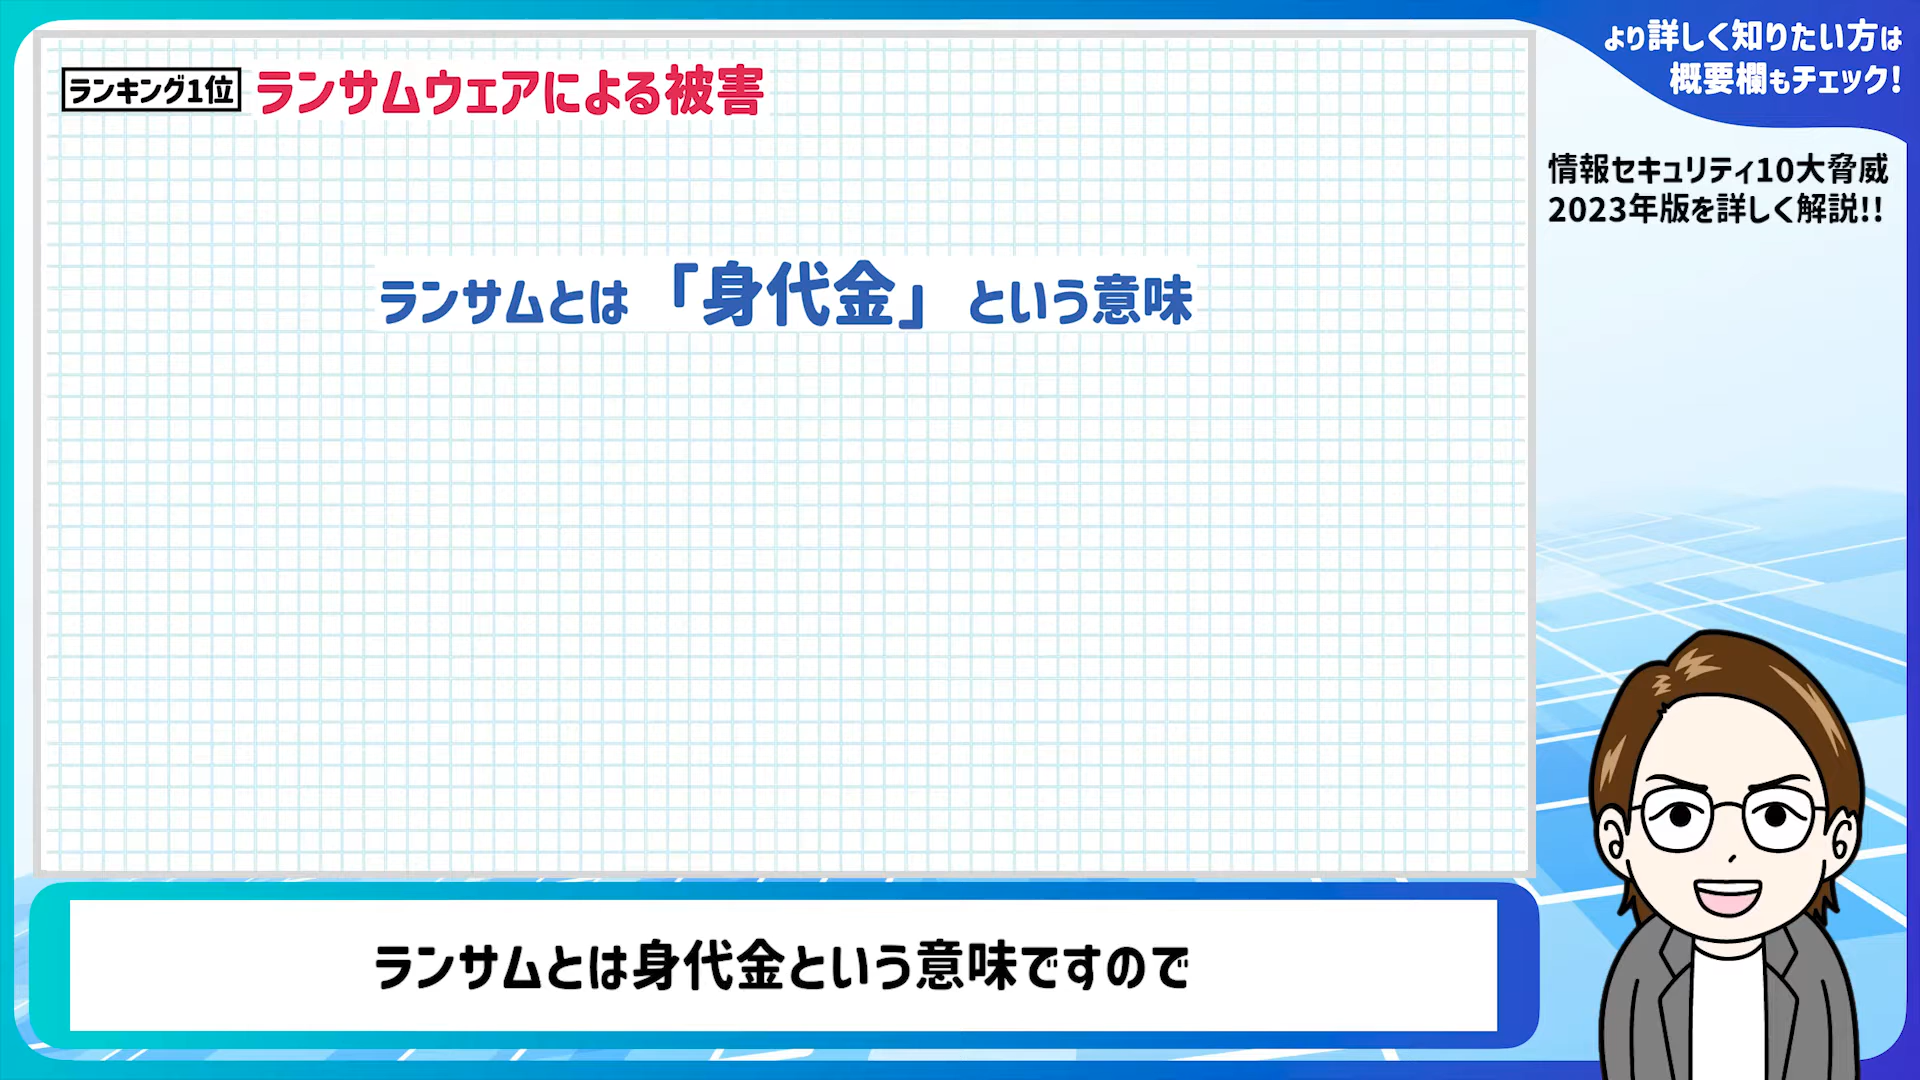 ランキング1位 ランサムウェアによる被害
より詳しく知りたい方は
概要欄もチェック!
情報セキュリティ10大脅威
2023年版を詳しく解説!!
ランサムとは「身代金」という意味
ランサムとは身代金という意味ですので